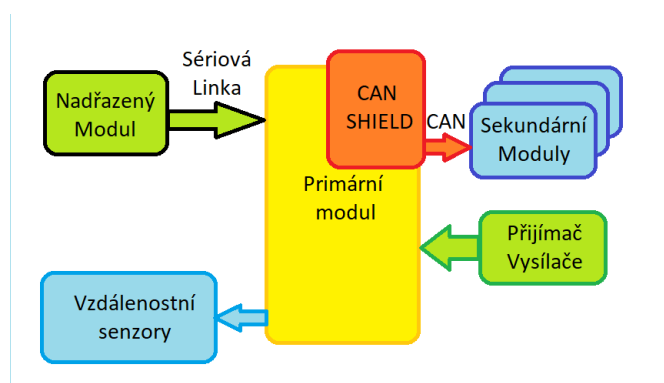 Sériová
Linka
Nadřazený
Modul
CAN
SHIELD
CAN
Sekundární
Moduly
Primární
modul
Přijímač
Vysílače
Vzdálenostní
senzory